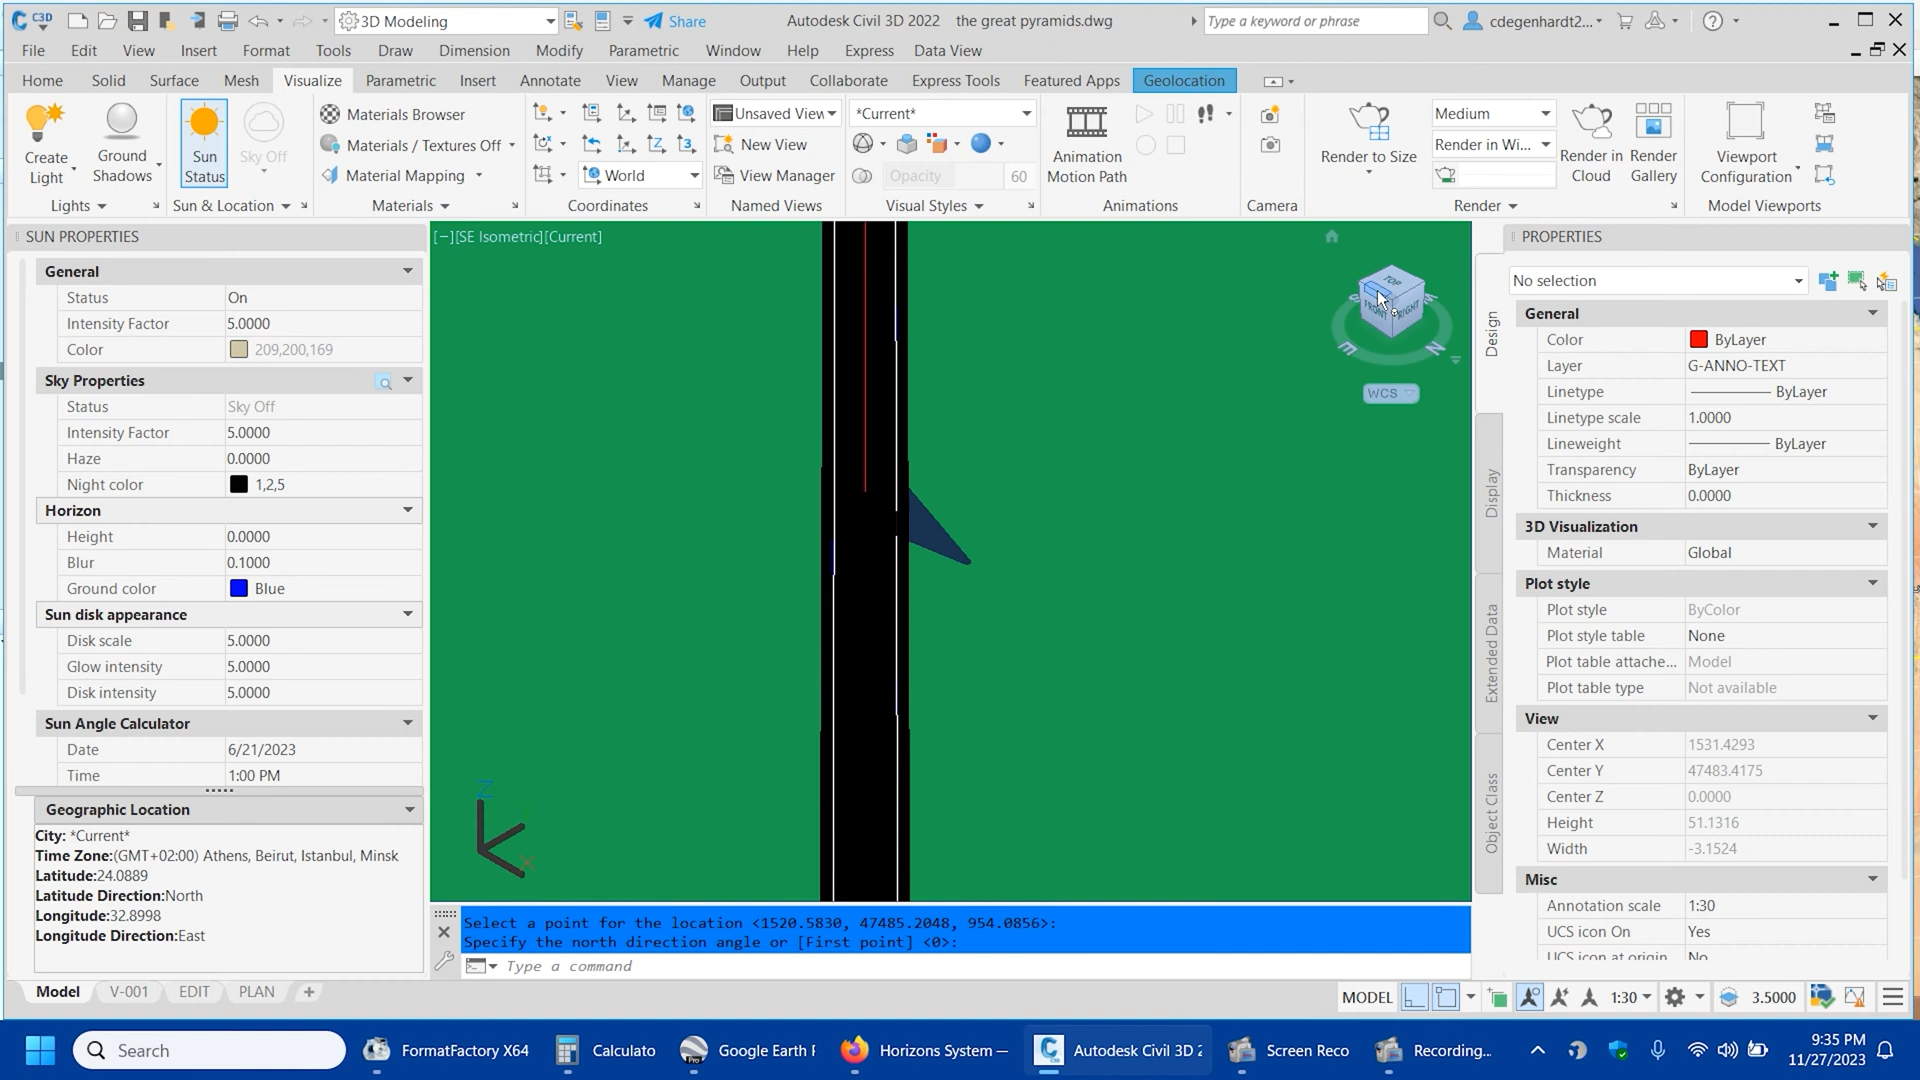 C3D
3D Modeling
Share
Autodesk Civil 3D 2022 the great pyramids.dwg
Type a keyword or phrase
cdegenhardt2...
File Edit View Insert Format Tools Draw Dimension Modify Parametric Window Help Express Data View
Home Solid Surface Mesh Visualize Parametric Insert Annotate View Manage Output Collaborate Express Tools Featured Apps Geolocation
Create Light
Ground Shadows
Sun Status
Sky Off
Materials Browser
Materials / Textures Off
Material Mapping
World
Unsaved View
New View
View Manager
*Current*
Opacity 60
Animation Motion Path
Render to Size
Medium
Render in Wi...
Render in Cloud
Render Gallery
Viewport Configuration
Lights
Sun & Location
Materials
Coordinates
Named Views
Visual Styles
Animations
Camera
Render
Model Viewports
SUN PROPERTIES
General
Status On
Intensity Factor 5.0000
Color 209,200,169
Sky Properties
Status Sky Off
Intensity Factor 5.0000
Haze 0.0000
Night color 1,2,5
Horizon
Height 0.0000
Blur 0.1000
Ground color Blue
Sun disk appearance
Disk scale 5.0000
Glow intensity 5.0000
Disk intensity 5.0000
Sun Angle Calculator
Date 6/21/2023
Time 1:00 PM
Geographic Location
City: *Current*
Time Zone:(GMT+02:00) Athens, Beirut, Istanbul, Minsk
Latitude:24.0889
Latitude Direction:North
Longitude:32.8998
Longitude Direction:East
[−][SE Isometric][Current]
TOP
FRONT RIGHT
S N
E N
WCS
Z
X
Select a point for the location <1520.5830, 47485.2048, 954.0856>:
Specify the north direction angle or [First point] <0>:
Type a command
Design
Display
Extended Data
Object Class
PROPERTIES
No selection
General
Color ByLayer
Layer G-ANNO-TEXT
Linetype ByLayer
Linetype scale 1.0000
Lineweight ByLayer
Transparency ByLayer
Thickness 0.0000
3D Visualization
Material Global
Plot style
Plot style ByColor
Plot style table None
Plot table attache... Model
Plot table type Not available
View
Center X 1531.4293
Center Y 47483.4175
Center Z 0.0000
Height 51.1316
Width -3.1524
Misc
Annotation scale 1:30
UCS icon On Yes
UCS icon at origin No
Model V-001 EDIT PLAN
MODEL 1:30 3.5000
Search
FormatFactory X64
Calculato
Google Earth P
Horizons System —
Autodesk Civil 3D 2
Screen Reco
Recording...
9:35 PM
11/27/2023